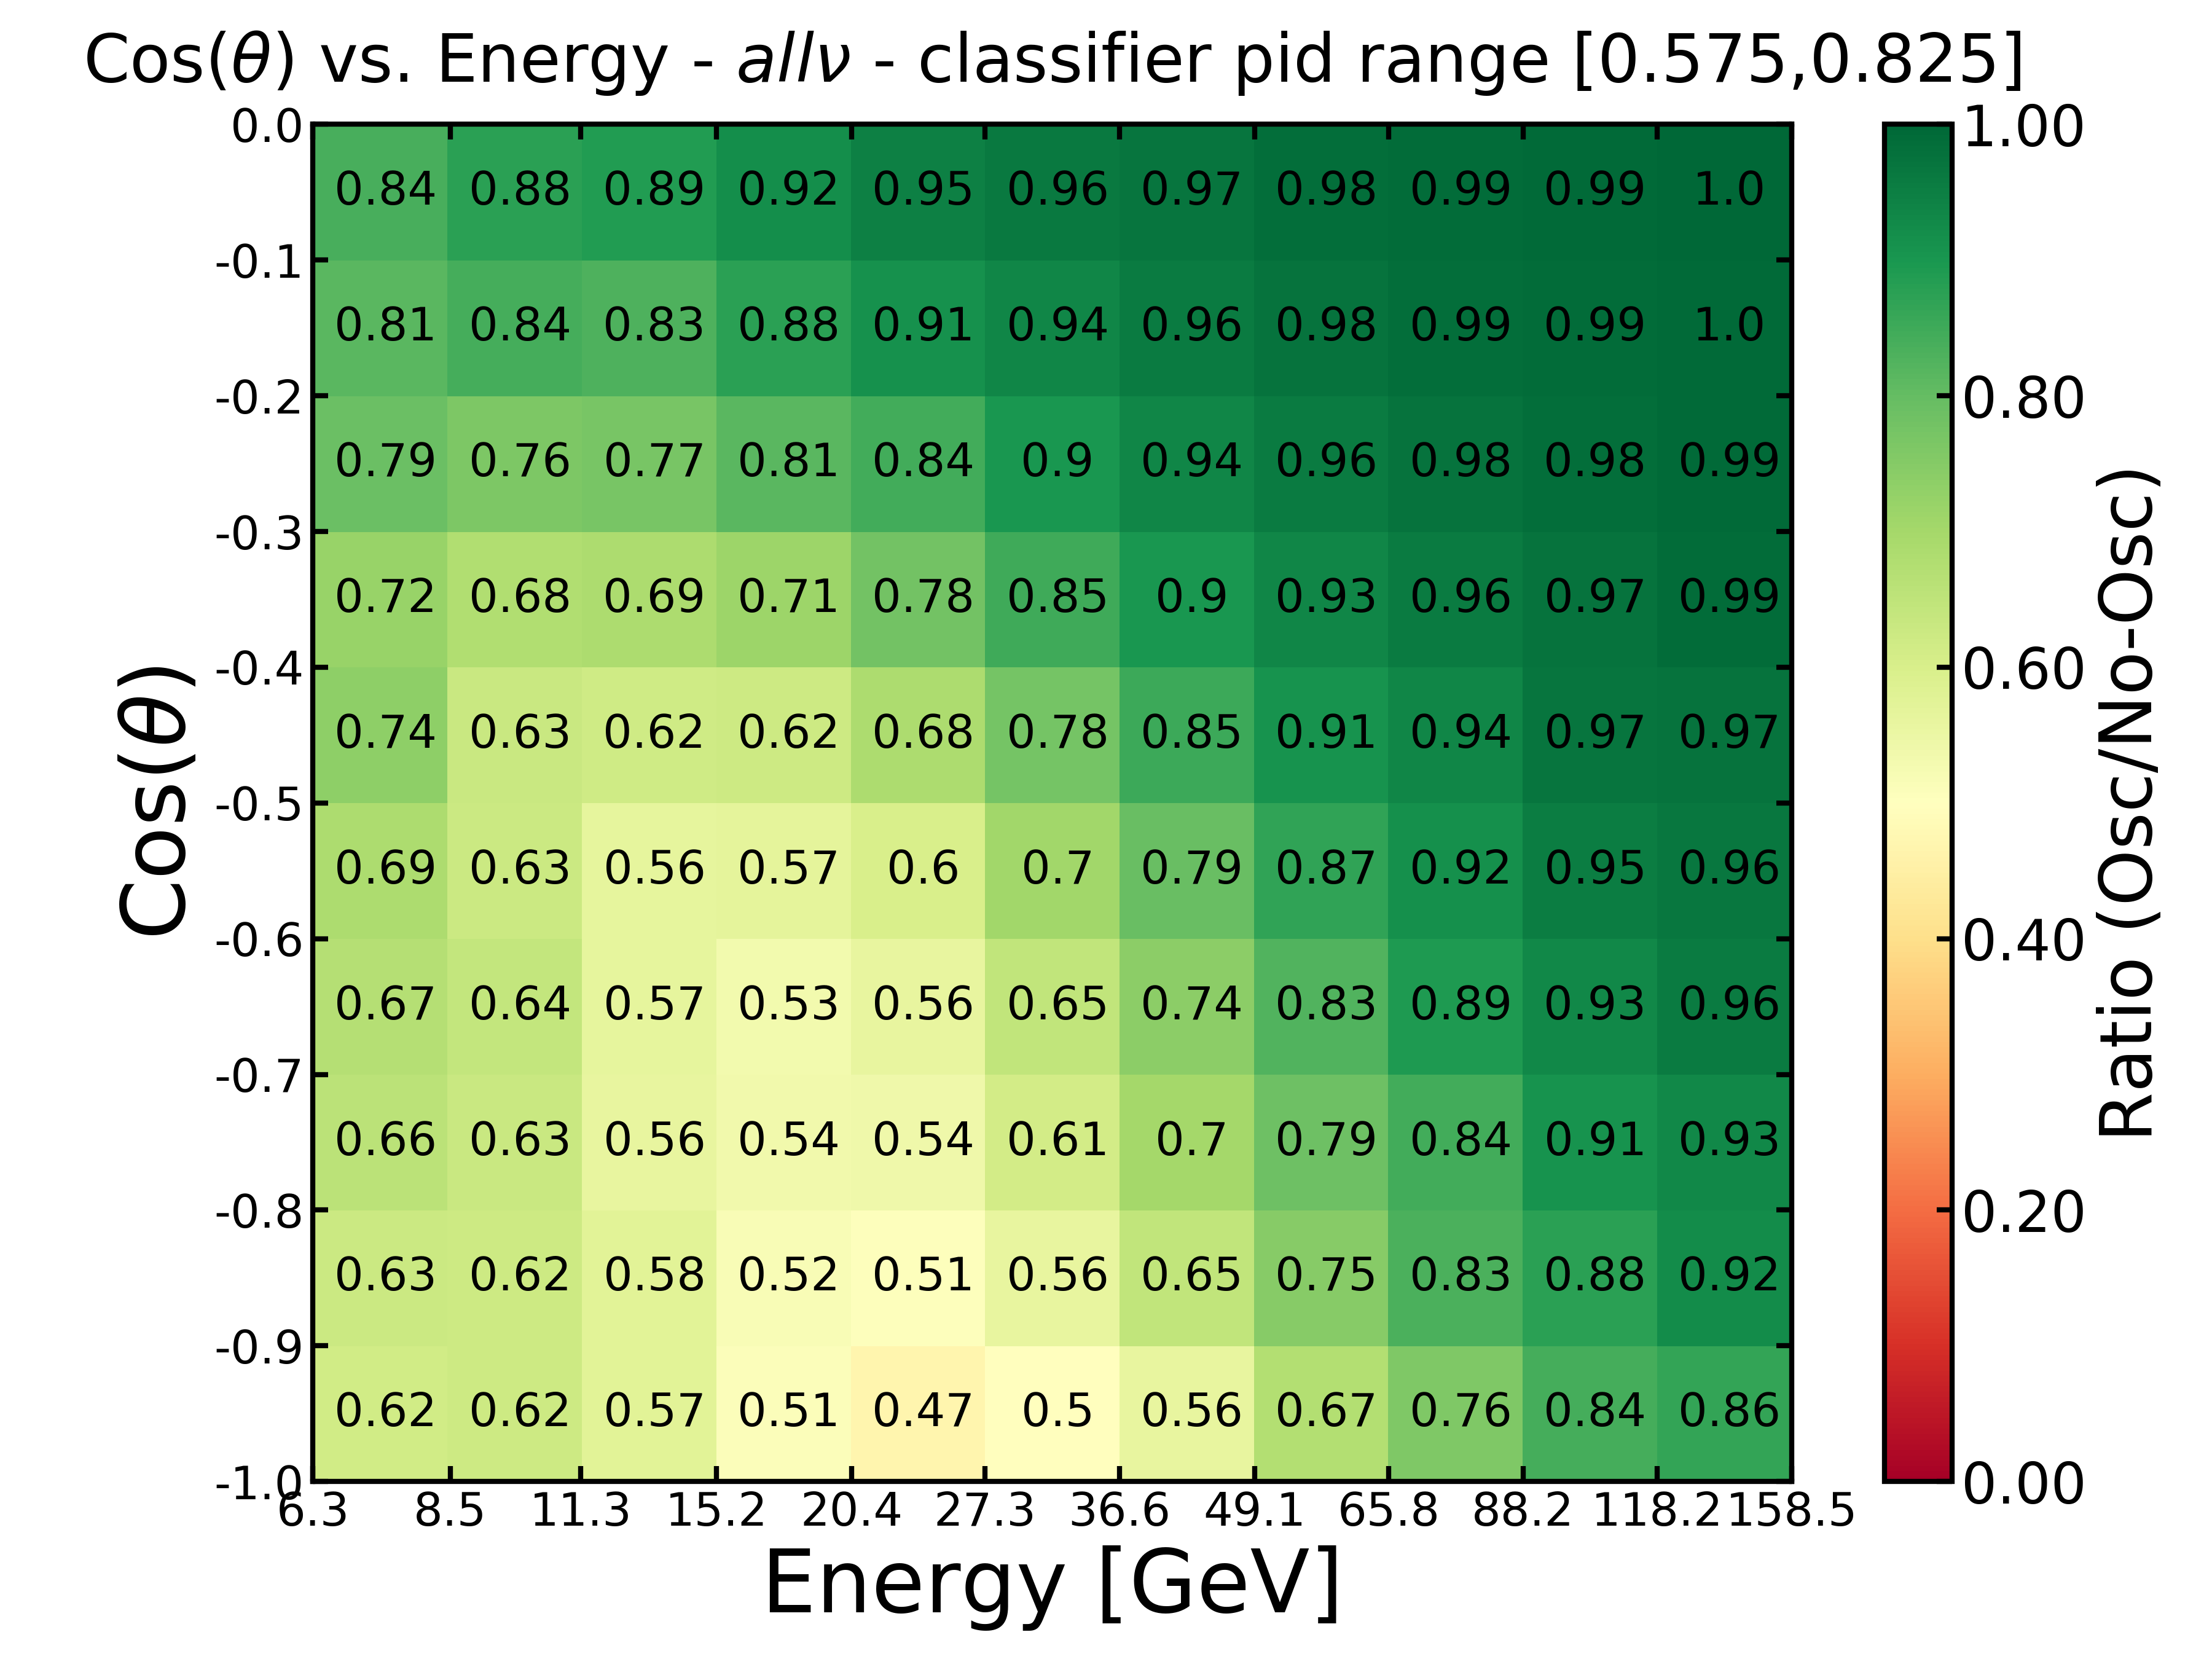 Cos(θ) vs. Energy - allν - classifier pid range [0.575,0.825]
0.0
0.84 0.88 0.89 0.92 0.95 0.96 0.97 0.98 0.99 0.99 1.0
-0.1
0.81 0.84 0.83 0.88 0.91 0.94 0.96 0.98 0.99 0.99 1.0
-0.2
0.79 0.76 0.77 0.81 0.84 0.9 0.94 0.96 0.98 0.98 0.99
-0.3
0.72 0.68 0.69 0.71 0.78 0.85 0.9 0.93 0.96 0.97 0.99
-0.4
0.74 0.63 0.62 0.62 0.68 0.78 0.85 0.91 0.94 0.97 0.97
-0.5
0.69 0.63 0.56 0.57 0.6 0.7 0.79 0.87 0.92 0.95 0.96
-0.6
0.67 0.64 0.57 0.53 0.56 0.65 0.74 0.83 0.89 0.93 0.96
-0.7
0.66 0.63 0.56 0.54 0.54 0.61 0.7 0.79 0.84 0.91 0.93
-0.8
0.63 0.62 0.58 0.52 0.51 0.56 0.65 0.75 0.83 0.88 0.92
-0.9
0.62 0.62 0.57 0.51 0.47 0.5 0.56 0.67 0.76 0.84 0.86
-1.0
6.3 8.5 11.3 15.2 20.4 27.3 36.6 49.1 65.8 88.2 118.2 158.5
Energy [GeV]
Cos(θ)
1.00
0.80
0.60
0.40
0.20
0.00
Ratio (Osc/No-Osc)